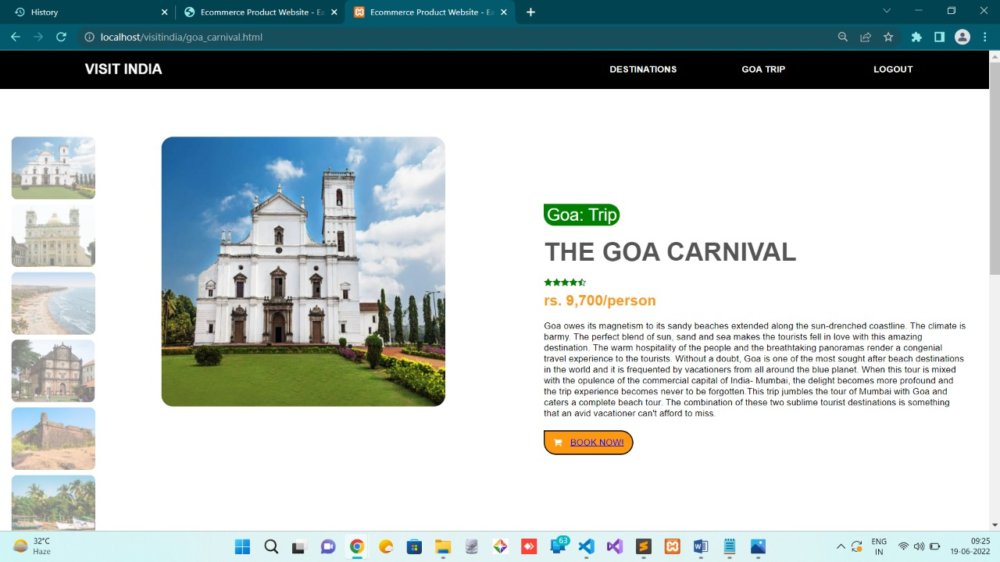 History
Ecommerce Product Website - Ea
Ecommerce Product Website - Ea
localhost/visitindia/goa_carnival.html
VISIT INDIA
DESTINATIONS
GOA TRIP
LOGOUT
Goa: Trip
THE GOA CARNIVAL
rs. 9,700/person
Goa owes its magnetism to its sandy beaches extended along the sun-drenched coastline. The climate is
barmy. The perfect blend of sun, sand and sea makes the tourists fell in love with this amazing
destination. The warm hospitality of the people and the breathtaking panoramas render a congenial
travel experience to the tourists. Without a doubt, Goa is one of the most sought after beach destinations
in the world and it is frequented by vacationers from all around the blue planet. When this tour is mixed
with the opulence of the commercial capital of India- Mumbai, the delight becomes more profound and
the trip experience becomes never to be forgotten.This trip jumbles the tour of Mumbai with Goa and
caters a complete beach tour. The combination of these two sublime tourist destinations is something
that an avid vacationer can't afford to miss.
BOOK NOW!
32°C
Haze
63
ENG
IN
09:25
19-06-2022